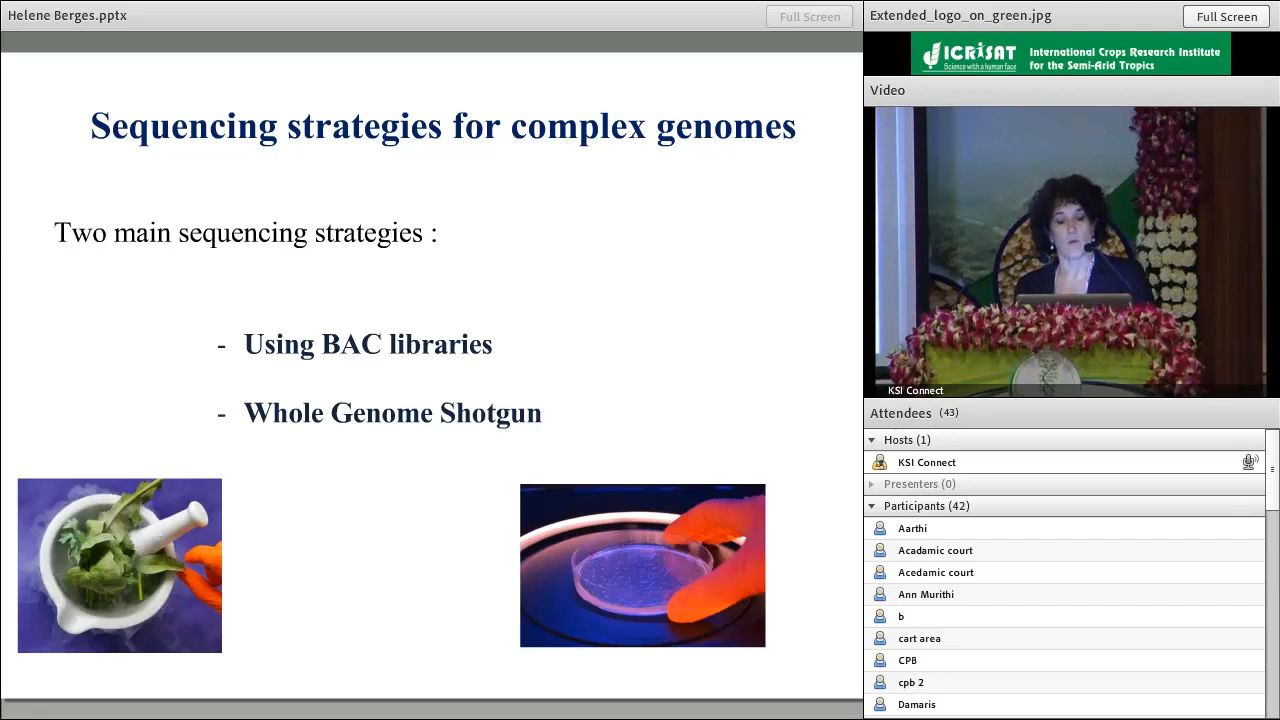 Helene Berges.pptx
Full Screen
Sequencing strategies for complex genomes
Two main sequencing strategies :
- Using BAC libraries
- Whole Genome Shotgun
Extended_logo_on_green.jpg
Full Screen
ICRISAT
Science with a human face
International Crops Research Institute
for the Semi-Arid Tropics
Video
KSI Connect
Attendees (43)
Hosts (1)
KSI Connect
Presenters (0)
Participants (42)
Aarthi
Acadamic court
Acedamic court
Ann Murithi
b
cart area
CPB
cpb 2
Damaris